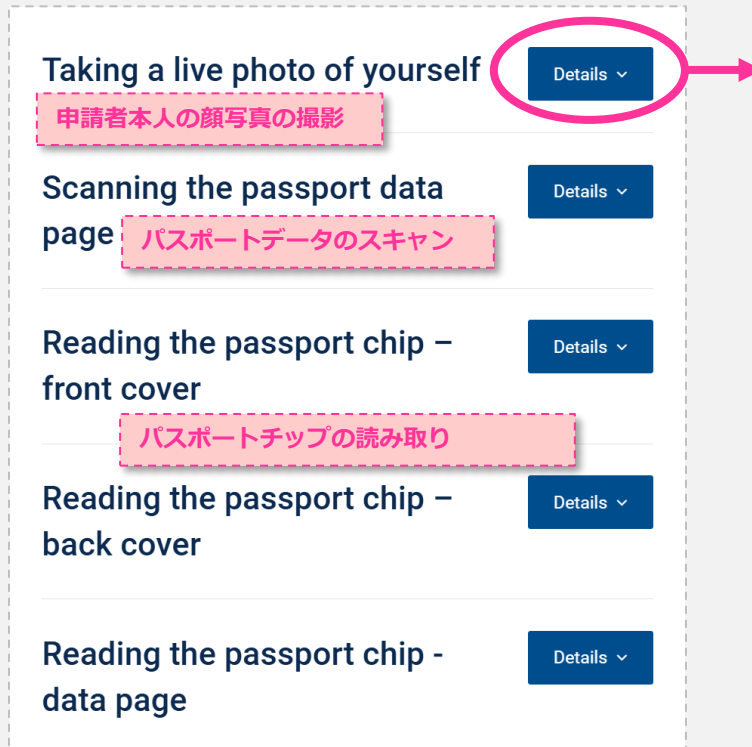 Taking a live photo of yourself
Details
申請者本人の顔写真の撮影
Scanning the passport data
page
Details
パスポートデータのスキャン
Reading the passport chip –
front cover
Details
パスポートチップの読み取り
Reading the passport chip –
back cover
Details
Reading the passport chip -
data page
Details